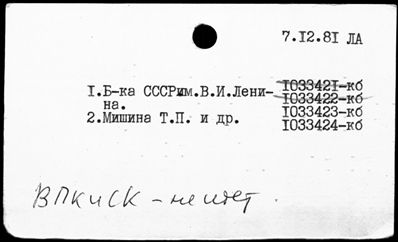 7.12.81 ЛА
1.Б-ка СССРим.В.И.Лени- 1033421-кб
на. 1033422-кб
2.Мишина Т.П. и др. 1033423-кб
1033424-кб
ВПКиСК - не идет.